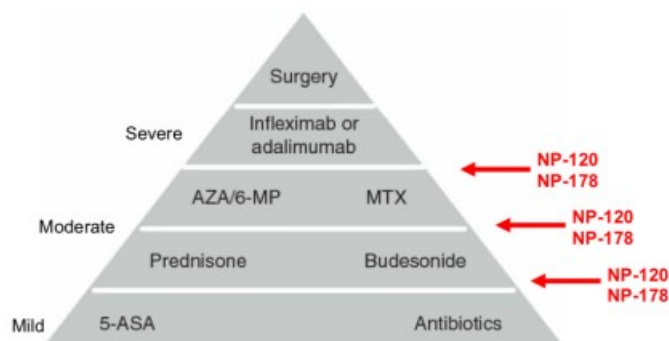 Surgery
Severe
Infleximab or
adalimumab
NP-120
NP-178
AZA/6-MP MTX
Moderate
NP-120
NP-178
Prednisone Budesonide
NP-120
NP-178
Mild 5-ASA Antibiotics